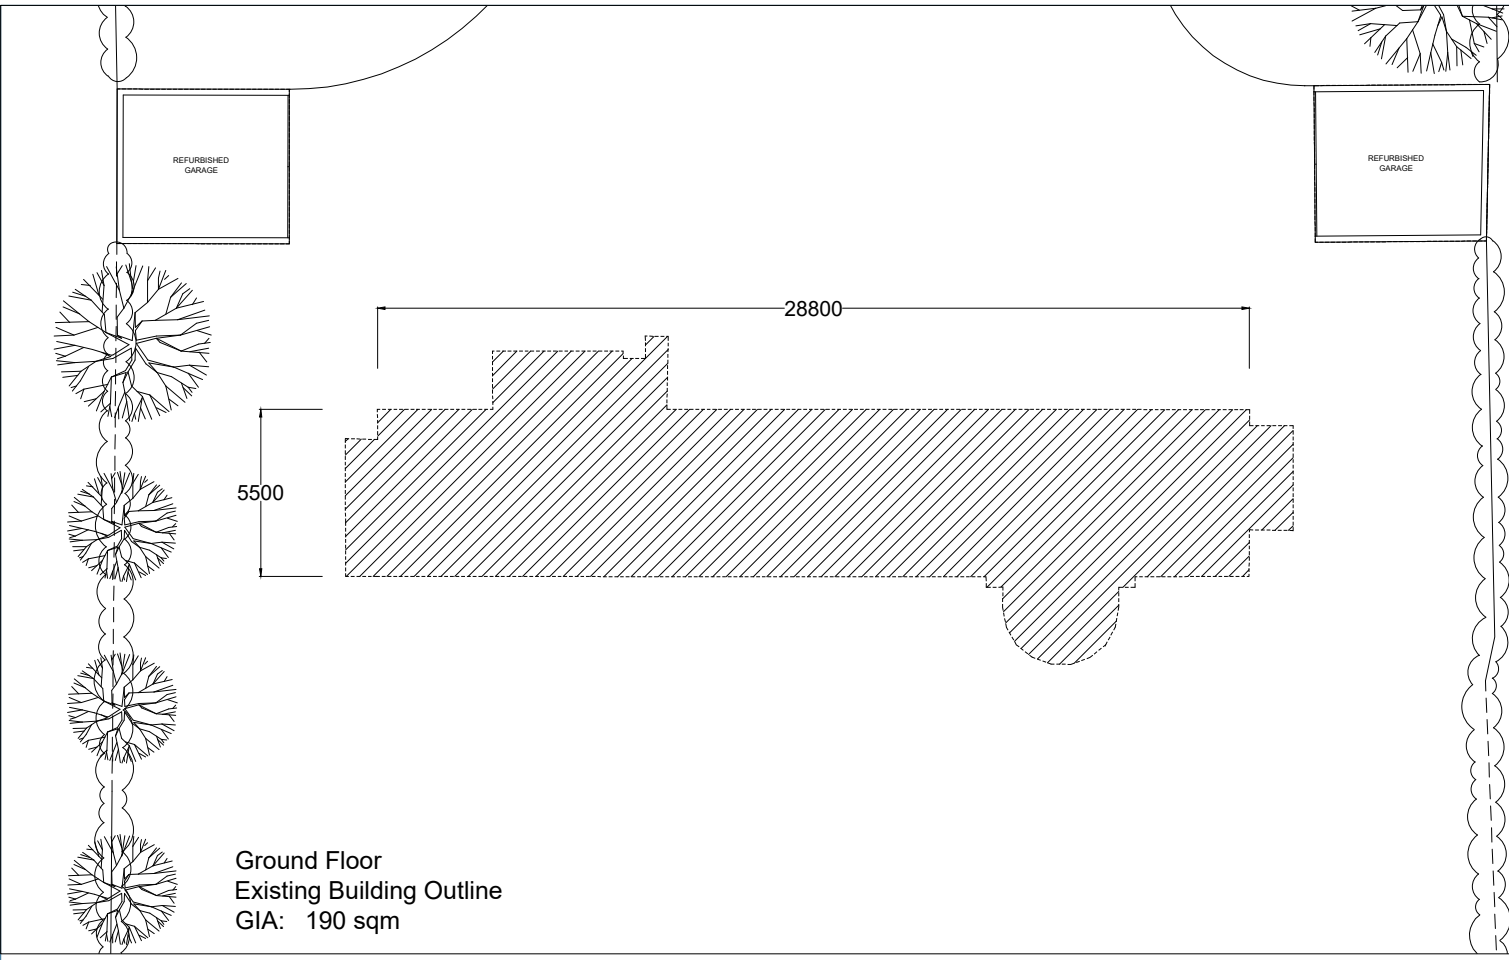 REFURBISHED
GARAGE
REFURBISHED
GARAGE
28800
5500
Ground Floor
Existing Building Outline
GIA: 190 sqm